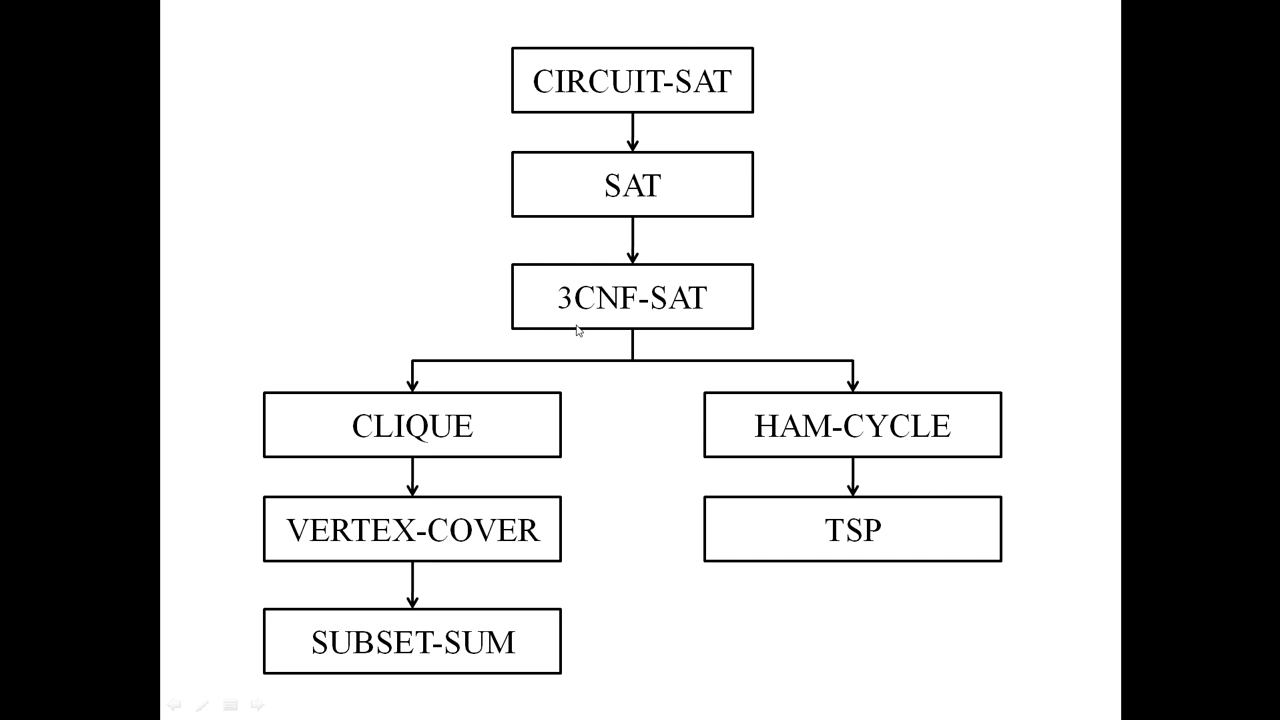 CIRCUIT-SAT
SAT
3CNF-SAT
CLIQUE
HAM-CYCLE
VERTEX-COVER
TSP
SUBSET-SUM